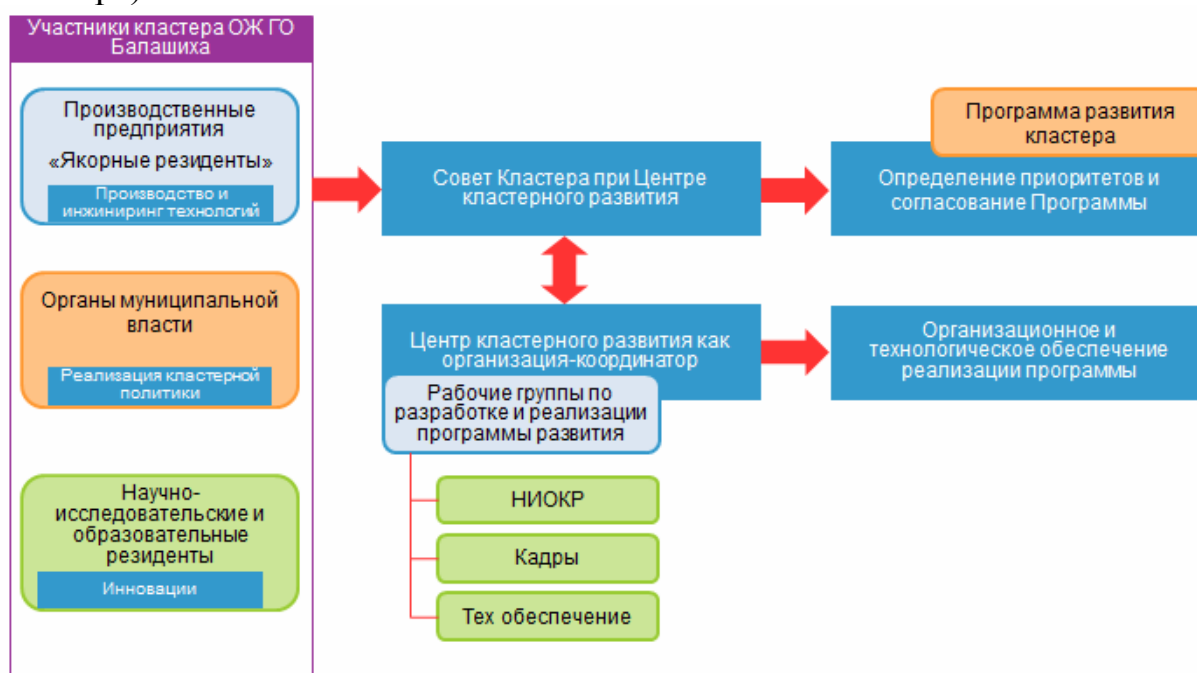 Участники кластера ОЖ ГО
Балашиха
Производственные
предприятия
«Якорные резиденты»
Производство и
инжиниринг технологий
Органы муниципальной
власти
Реализация кластерной
политики
Научно-
исследовательские и
образовательные
резиденты
Инновации
Совет Кластера при Центре
кластерного развития
Программа развития
кластера
Определение приоритетов и
согласование Программы
Центр кластерного развития как
организация-координатор
Рабочие группы по
разработке и реализации
программы развития
НИОКР
Кадры
Тех обеспечение
Организационное и
технологическое обеспечение
реализации программы